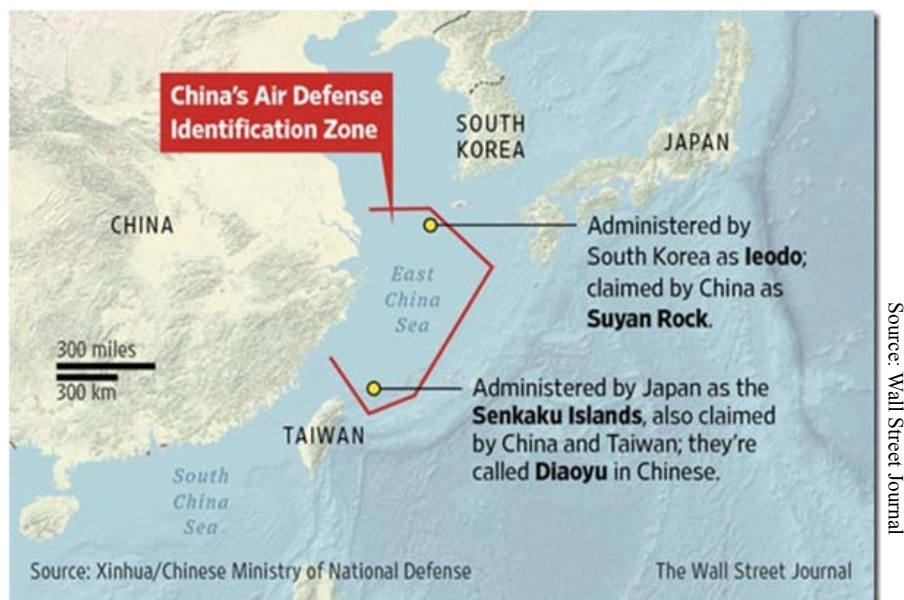 China's Air Defense
Identification Zone
SOUTH
KOREA
JAPAN
CHINA
Administered by
South Korea as Ieodo;
claimed by China as
Suyan Rock.
East
China
Sea
300 miles
300 km
Administered by Japan as the
Senkaku Islands, also claimed
by China and Taiwan; they're
called Diaoyu in Chinese.
TAIWAN
South
China
Sea
Source: Xinhua/Chinese Ministry of National Defense
The Wall Street Journal
Source: Wall Street Journal